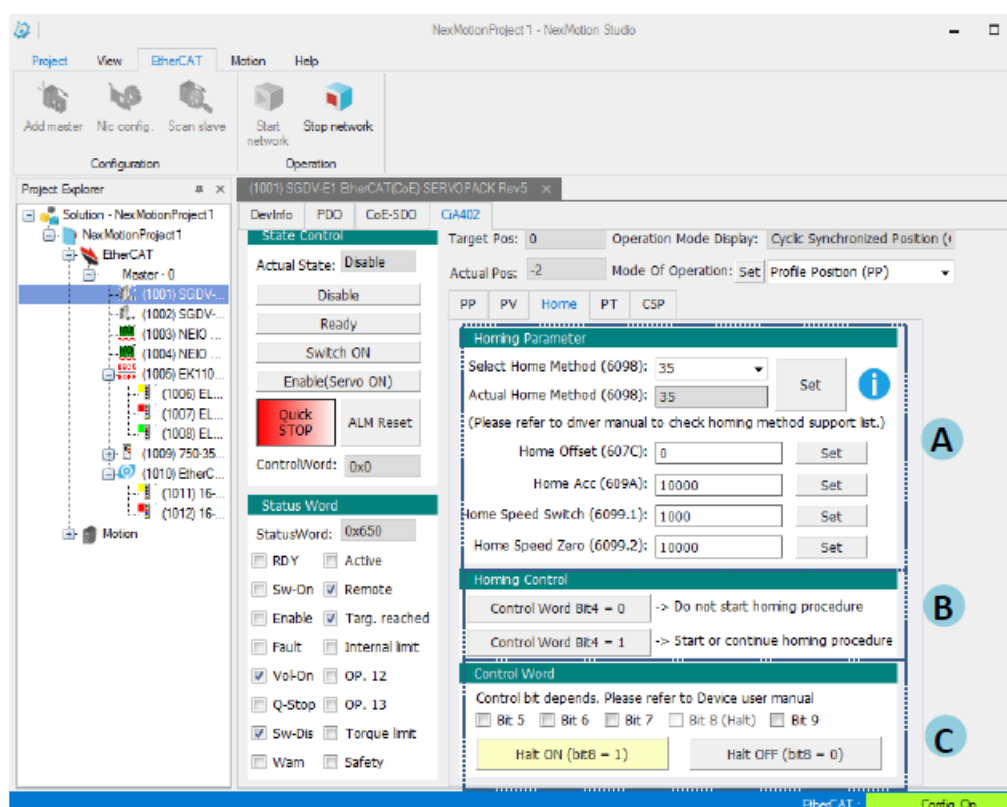 NexMotionProject1 - NexMotion Studio
Project View EtherCAT Motion Help
Add master Nic config. Scan slave Start network Stop network
Configuration Operation
Project Explorer
(1001) SGDV-E1 EtherCAT(CoE) SERVOPACK Rev5
Solution - NexMotionProject1
NexMotionProject1
EtherCAT
Master - 0
(1001) SGDV-...
(1002) SGDV-...
(1003) NEIO ...
(1004) NEIO ...
(1005) EK110...
(1006) EL...
(1007) EL...
(1008) EL...
(1009) 750-35...
(1010) EtherC...
(1011) 16-...
(1012) 16-...
Motion
DevInfo PDO CoE-SDO CiA402
State Control
Actual State: Disable
Disable
Ready
Switch ON
Enable(Servo ON)
Quick STOP ALM Reset
ControlWord: 0x0
Status Word
StatusWord: 0x650
RDY Active
Sw-On Remote
Enable Targ. reached
Fault Internal limit
Vol-On OP. 12
Q-Stop OP. 13
Sw-Dis Torque limit
Warn Safety
Target Pos: 0 Operation Mode Display: Cyclic Synchronized Position (
Actual Pos: -2 Mode Of Operation: Set Profile Position (PP)
PP PV Home PT CSP
Homing Parameter
Select Home Method (6098): 35
Set
Actual Home Method (6098): 35
(Please refer to driver manual to check homing method support list.)
Home Offset (607C): 0 Set
Home Acc (609A): 10000 Set
Home Speed Switch (6099.1): 1000 Set
Home Speed Zero (6099.2): 10000 Set
A
Homing Control
Control Word Bit4 = 0 -> Do not start homing procedure
Control Word Bit4 = 1 -> Start or continue homing procedure
B
Control Word
Control bit depends. Please refer to Device user manual
Bit 5 Bit 6 Bit 7 Bit 8 (Halt) Bit 9
Halt ON (bit8 = 1) Halt OFF (bit8 = 0)
C
EtherCAT : Config. On